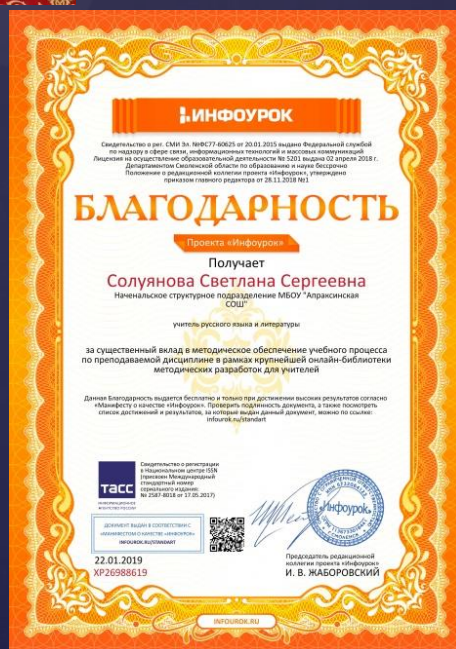 ИНФОУРОК
Свидетельство о рег. СМИ Эл. №ФС77-60625 от 20.01.2015 выдано Федеральной службой
по надзору в сфере связи, информационных технологий и массовых коммуникаций
Лицензия на осуществление образовательной деятельности № 5201 выдана 02 апреля 2018 г.
Департаментом Смоленской области по образованию и науке бессрочно
Положение о редакционной коллегии проекта «Инфоурок», утверждено
приказом главного редактора от 28.11.2018 №1
БЛАГОДАРНОСТЬ
Проекта «Инфоурок»
Получает
Солуянова Светлана Сергеевна
Наченальское структурное подразделение МБОУ "Апраксинская
СОШ"
учитель русского языка и литературы
за существенный вклад в методическое обеспечение учебного процесса
по преподаваемой дисциплине в рамках крупнейшей онлайн-библиотеки
методических разработок для учителей
Данная Благодарность выдается бесплатно и только при достижении высоких результатов согласно
«Манифесту о качестве «Инфоурок». Проверить подлинность документа, а также посмотреть
список достижений и результатов, за которые выдан данный документ, можно по ссылке:
infourok.ru/standart
тасс
ИНФОРМАЦИОННОЕ
АГЕНТСТВО РОССИИ
Свидетельство о регистрации
в Национальном центре ISSN
(присвоен Международный
стандартный номер
сериального издания:
№ 2587-8018 от 17.05.2017)
ДОКУМЕНТ ВЫДАН В СООТВЕТСТВИИ С
«МАНИФЕСТОМ О КАЧЕСТВЕ «ИНФОУРОК»
INFOUROK.RU/STANDART
22.01.2019
ХР26988619
Инфоурок
Председатель редакционной
коллегии проекта «Инфоурок»
И. В. ЖАБОРОВСКИЙ
INFOUROK.RU